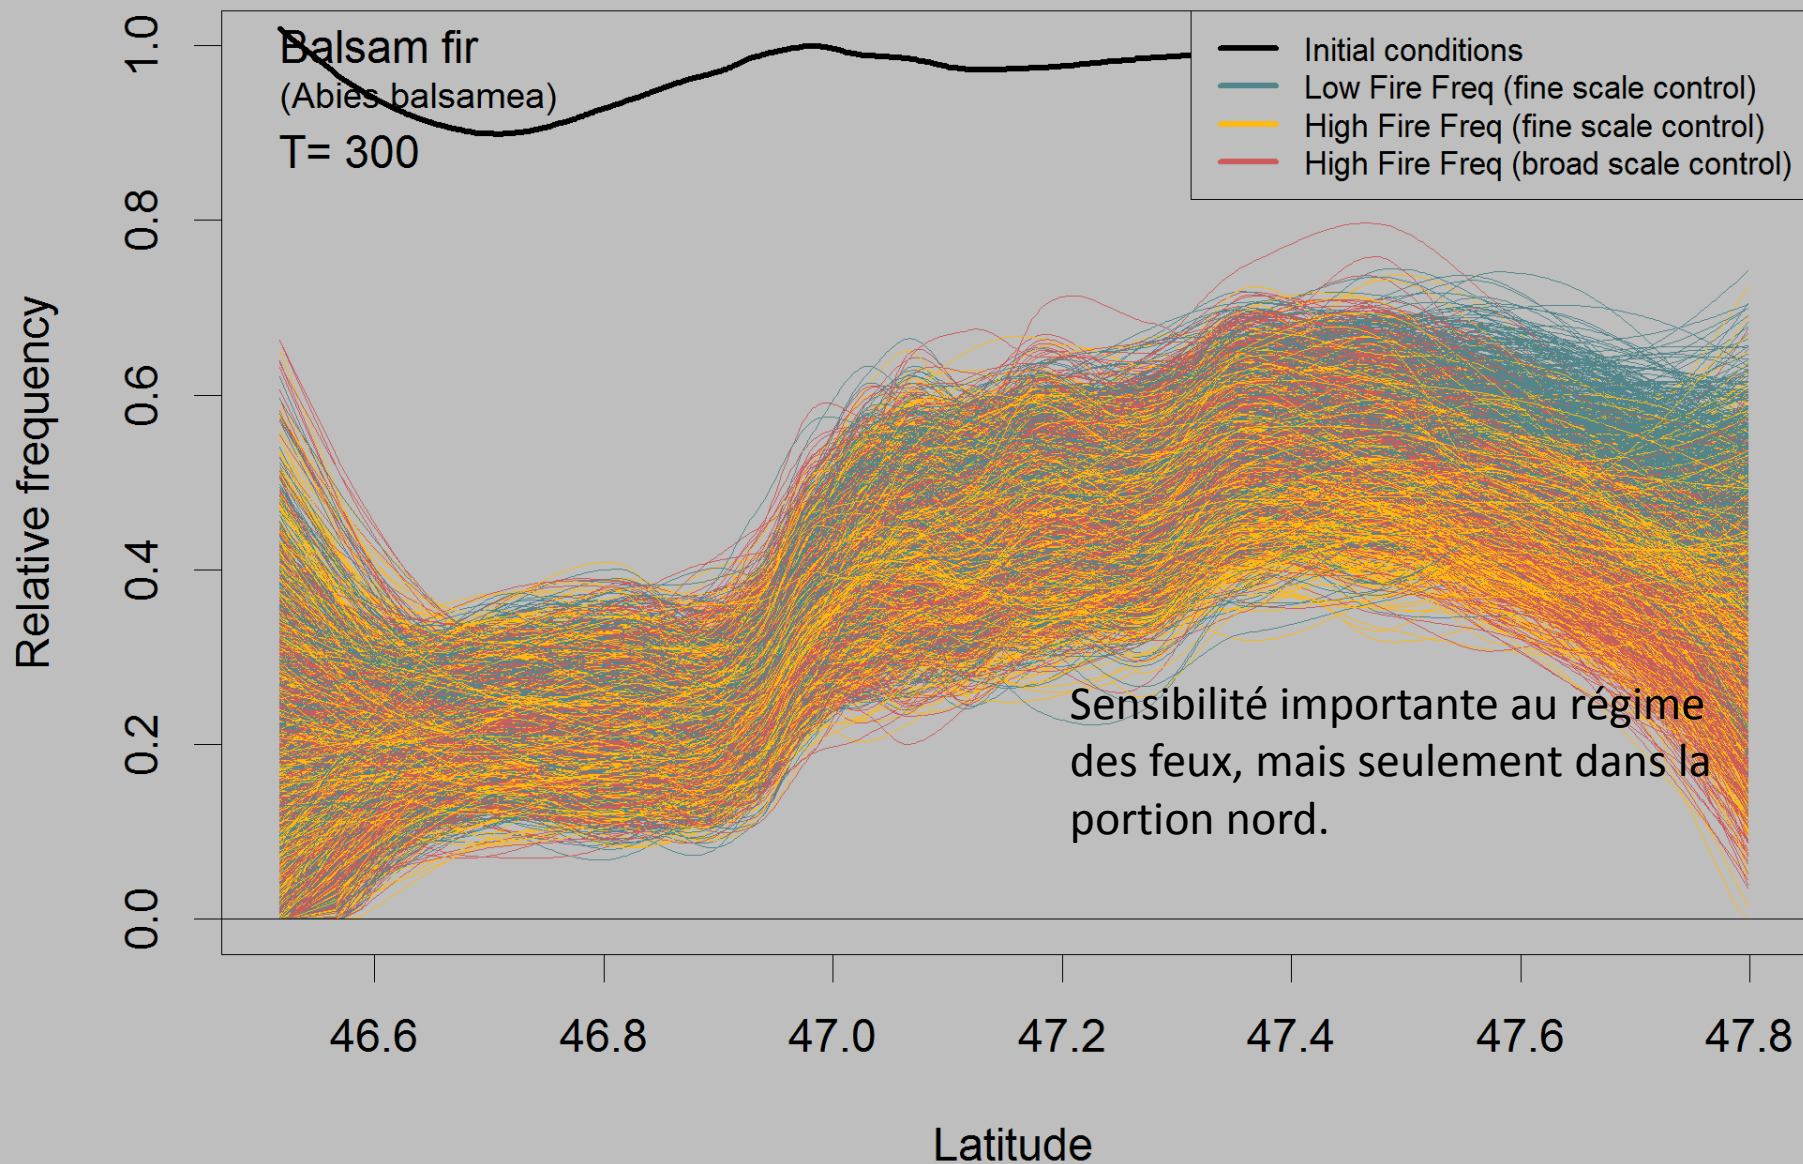 Balsam fir
(Abies balsamea)
T= 300
Initial conditions
Low Fire Freq (fine scale control)
High Fire Freq (fine scale control)
High Fire Freq (broad scale control)
Relative frequency
1.0
0.8
0.6
0.4
0.2
0.0
Sensibilité importante au régime
des feux, mais seulement dans la
portion nord.
46.6 46.8 47.0 47.2 47.4 47.6 47.8
Latitude